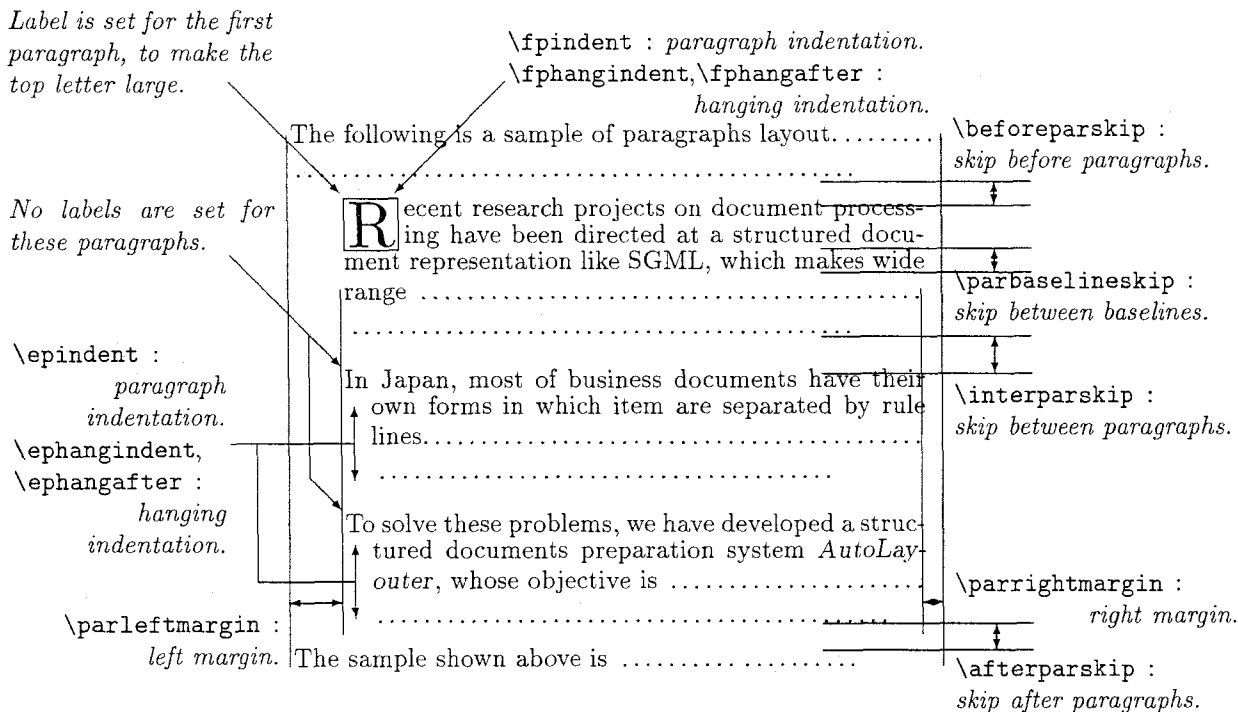 Label is set for the first
paragraph, to make the
top letter large.
\fpindent : paragraph indentation.
\fphangindent,\fphangafter :
hanging indentation.
The following is a sample of paragraphs layout.........
......................................................
\beforeparskip :
skip before paragraphs.
No labels are set for
these paragraphs.
Recent research projects on document process-
ing have been directed at a structured docu-
ment representation like SGML, which makes wide
range ................................................
................................................
\parbaselineskip :
skip between baselines.
\epindent :
paragraph
indentation.
\ephangindent,
\ephangafter :
hanging
indentation.
In Japan, most of business documents have their
own forms in which item are separated by rule
lines................................................
............................................
\interparskip :
skip between paragraphs.
To solve these problems, we have developed a struc-
tured documents preparation system AutoLay-
outer, whose objective is ........................
.................................................
\parleftmargin :
left margin.
\parrightmargin :
right margin.
The sample shown above is .......................
\afterparskip :
skip after paragraphs.